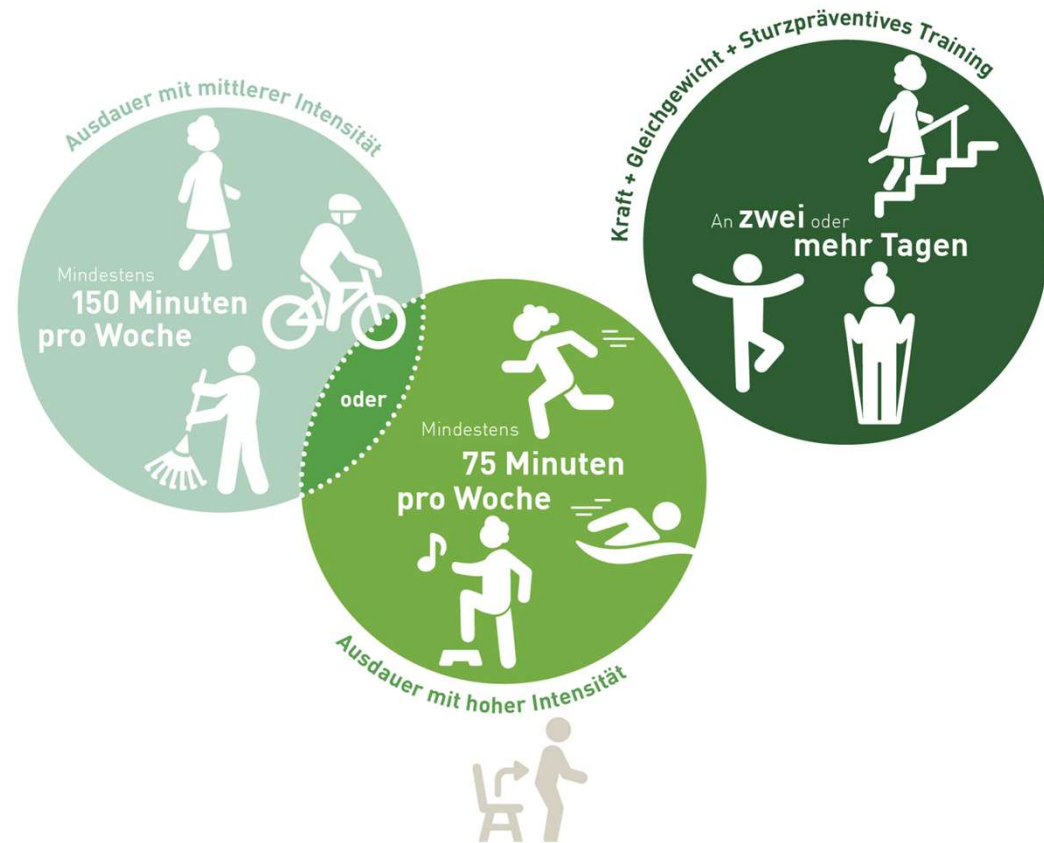 Ausdauer mit mittlerer Intensität
Mindestens
150 Minuten
pro Woche
oder
Mindestens
75 Minuten
pro Woche
Ausdauer mit hoher Intensität
Kraft + Gleichgewicht + Sturzpräventives Training
An zwei oder
mehr Tagen